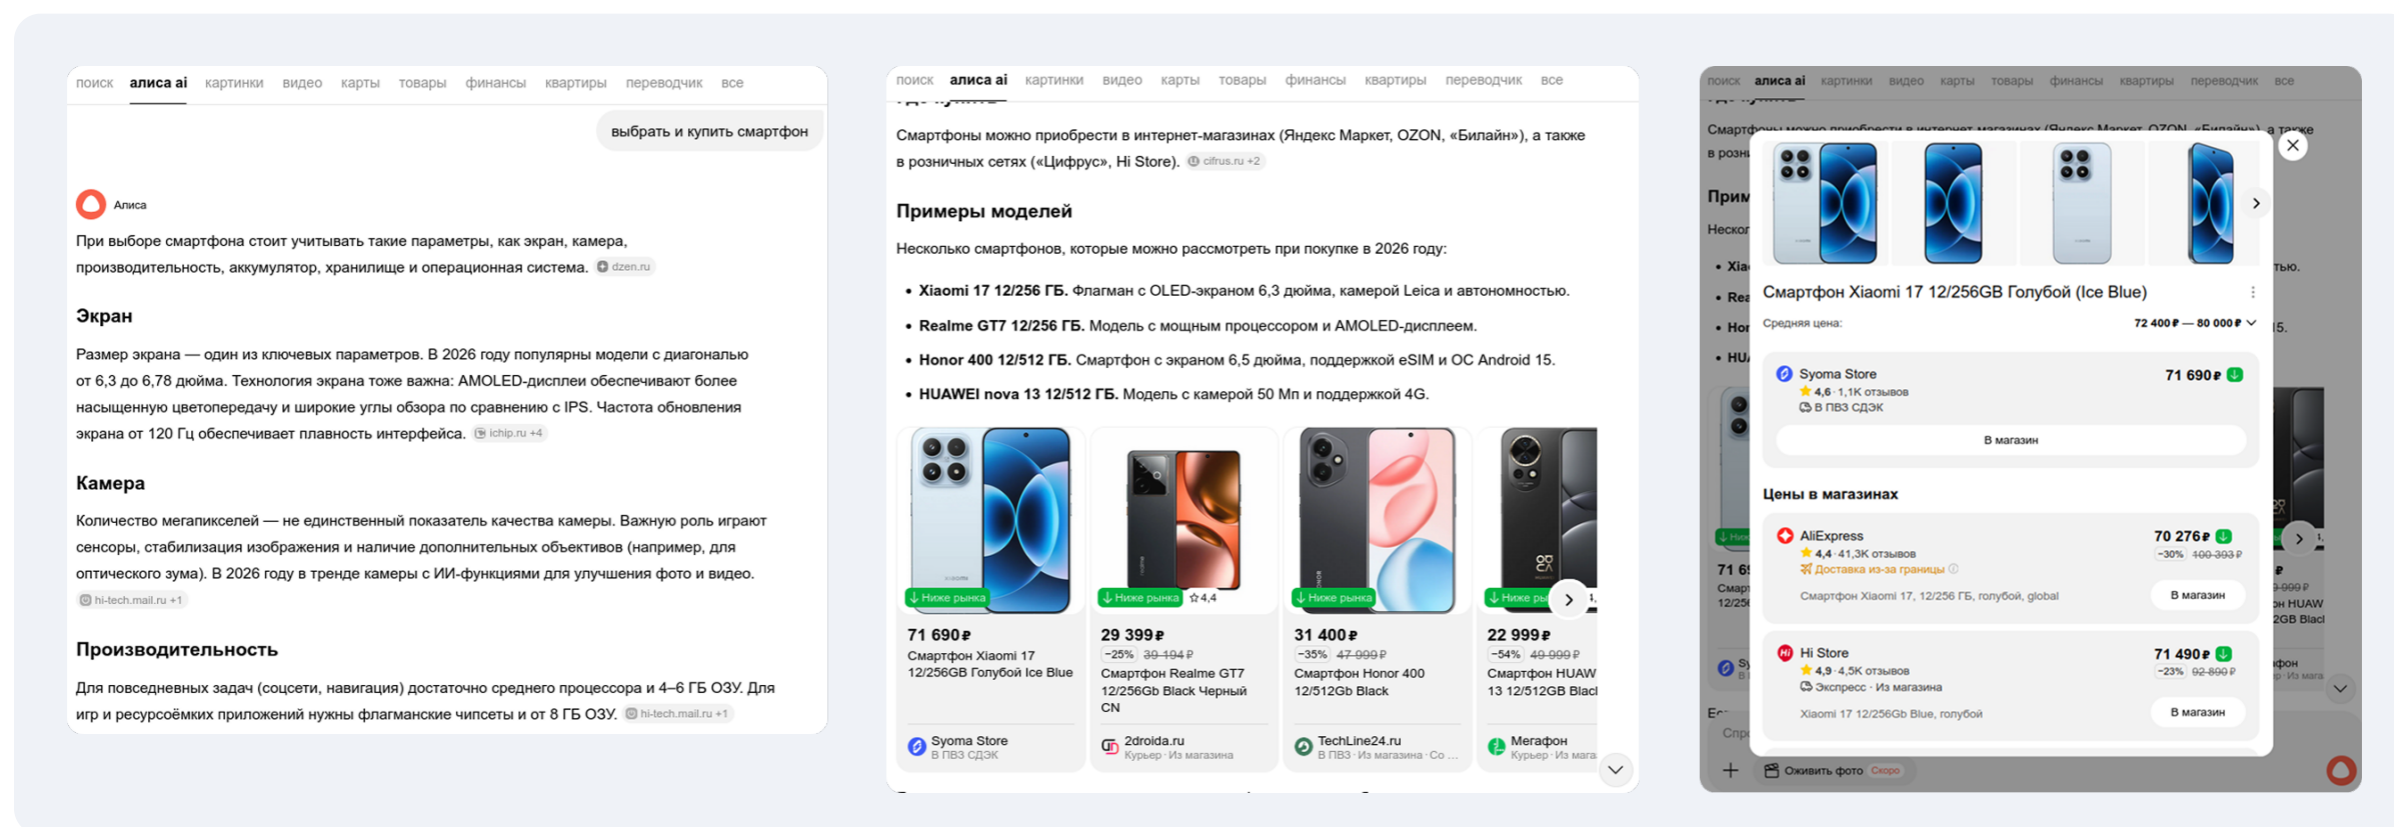 поиск алиса ai картинки видео карты товары финансы квартиры переводчик все
выбрать и купить смартфон
Алиса
При выборе смартфона стоит учитывать такие параметры, как экран, камера,
производительность, аккумулятор, хранилище и операционная система. dzen.ru
Экран
Размер экрана — один из ключевых параметров. В 2026 году популярны модели с диагональю
от 6,3 до 6,78 дюйма. Технология экрана тоже важна: AMOLED-дисплеи обеспечивают более
насыщенную цветопередачу и широкие углы обзора по сравнению с IPS. Частота обновления
экрана от 120 Гц обеспечивает плавность интерфейса. ichip.ru +4
Камера
Количество мегапикселей — не единственный показатель качества камеры. Важную роль играют
сенсоры, стабилизация изображения и наличие дополнительных объективов (например, для
оптического зума). В 2026 году в тренде камеры с ИИ-функциями для улучшения фото и видео.
hi-tech.mail.ru +1
Производительность
Для повседневных задач (соцсети, навигация) достаточно среднего процессора и 4–6 ГБ ОЗУ. Для
игр и ресурсоёмких приложений нужны флагманские чипсеты и от 8 ГБ ОЗУ. hi-tech.mail.ru +1
поиск алиса ai картинки видео карты товары финансы квартиры переводчик все
Смартфоны можно приобрести в интернет-магазинах (Яндекс Маркет, OZON, «Билайн»), а также
в розничных сетях («Цифрус», Hi Store). cifrus.ru +2
Примеры моделей
Несколько смартфонов, которые можно рассмотреть при покупке в 2026 году:
• Xiaomi 17 12/256 ГБ. Флагман с OLED-экраном 6,3 дюйма, камерой Leica и автономностью.
• Realme GT7 12/256 ГБ. Модель с мощным процессором и AMOLED-дисплеем.
• Honor 400 12/512 ГБ. Смартфон с экраном 6,5 дюйма, поддержкой eSIM и ОС Android 15.
• HUAWEI nova 13 12/512 ГБ. Модель с камерой 50 Мп и поддержкой 4G.
Ниже рынка
71 690 ₽
Смартфон Xiaomi 17
12/256GB Голубой Ice Blue
Syoma Store
В ПВЗ СДЭК
Ниже рынка 4,4
29 399 ₽
−25% 39 194 ₽
Смартфон Realme GT7
12/256Gb Black Черный
CN
2droida.ru
Курьер · Из магазина
Ниже рынка
31 400 ₽
−35% 47 999 ₽
Смартфон Honor 400
12/512Gb Black
TechLine24.ru
В ПВЗ · Из магазина · Со ...
Ниже
22 999 ₽
−54% 49 999 ₽
Смартфон HUAW
13 12/512GB Blacl
Мегафон
Курьер · Из мага
поиск алиса ai картинки видео карты товары финансы квартиры переводчик все
Смартфон Xiaomi 17 12/256GB Голубой (Ice Blue)
Средняя цена: 72 400 ₽ — 80 000 ₽
Syoma Store 71 690 ₽
4,6 · 1,1K отзывов
В ПВЗ СДЭК
В магазин
Цены в магазинах
AliExpress 70 276 ₽
4,4 · 41,3K отзывов −30% 100 393 ₽
Доставка из-за границы
Смартфон Xiaomi 17, 12/256 ГБ, голубой, global В магазин
Hi Store 71 490 ₽
4,9 · 4,5K отзывов −23% 92 890 ₽
Экспресс · Из магазина
Xiaomi 17 12/256Gb Blue, голубой В магазин
Оживить фото Скоро